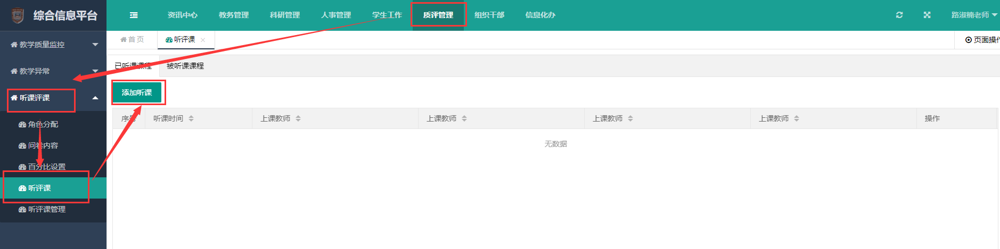 综合信息平台
资讯中心 教务管理 科研管理 人事管理 学生工作 质评管理 组织干部 信息化办 路淑楠老师
首页 听评课 × 页面操作
教学质量监控
教学异常
听课评课
角色分配
问卷内容
百分比设置
听评课
听评课管理
已听课课程 被听课课程
添加听课
序号 听课时间 上课教师 上课教师 上课教师 上课教师 操作
无数据